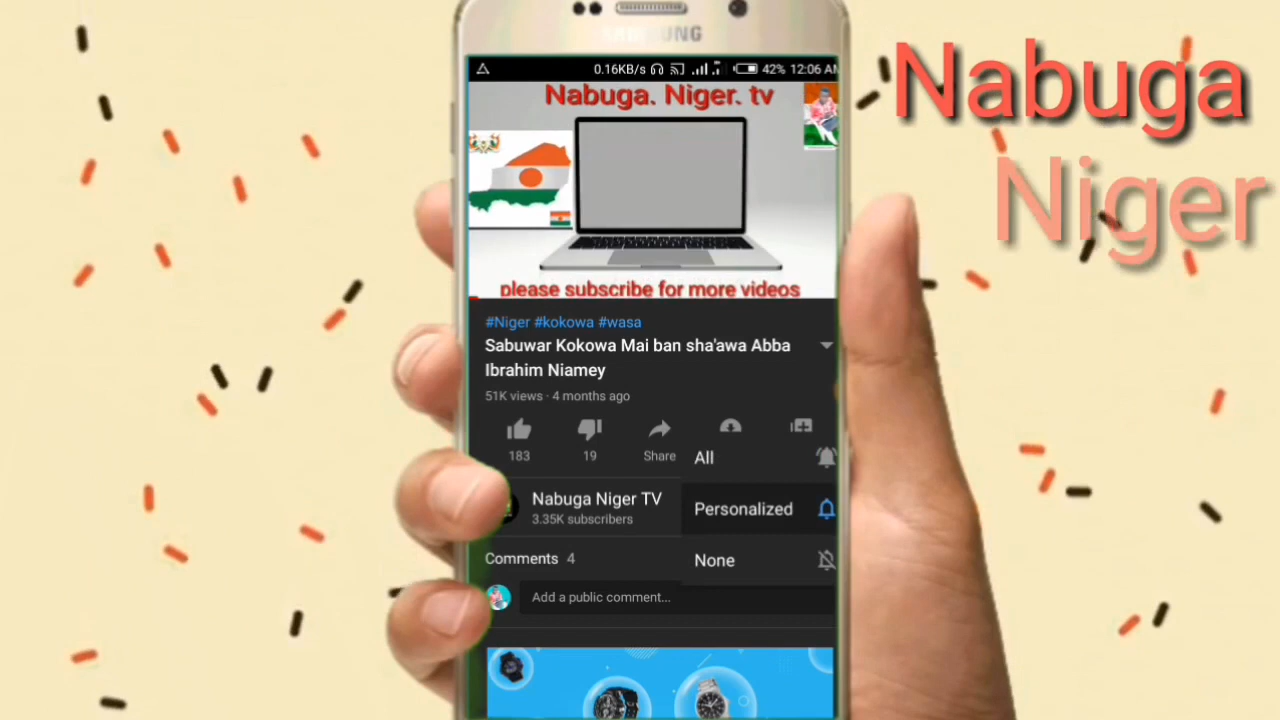 SAMSUNG
0.16KB/s 42% 12:06 AM
Nabuga. Niger. tv
please subscribe for more videos
#Niger #kokowa #wasa
Sabuwar Kokowa Mai ban sha'awa Abba
Ibrahim Niamey
51K views · 4 months ago
183
19
Share
All
Nabuga Niger TV
3.35K subscribers
Personalized
Comments 4
None
Add a public comment...
Nabuga
Niger